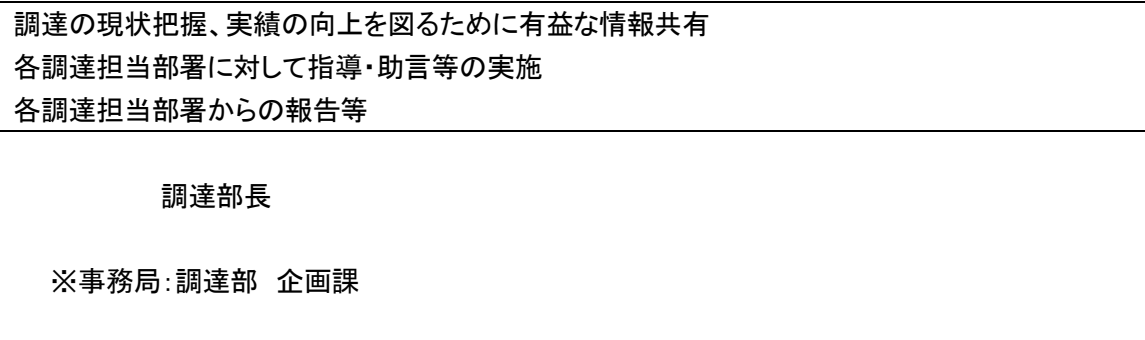 調達の現状把握、実績の向上を図るために有益な情報共有
各調達担当部署に対して指導・助言等の実施
各調達担当部署からの報告等
調達部長
※事務局：調達部　企画課